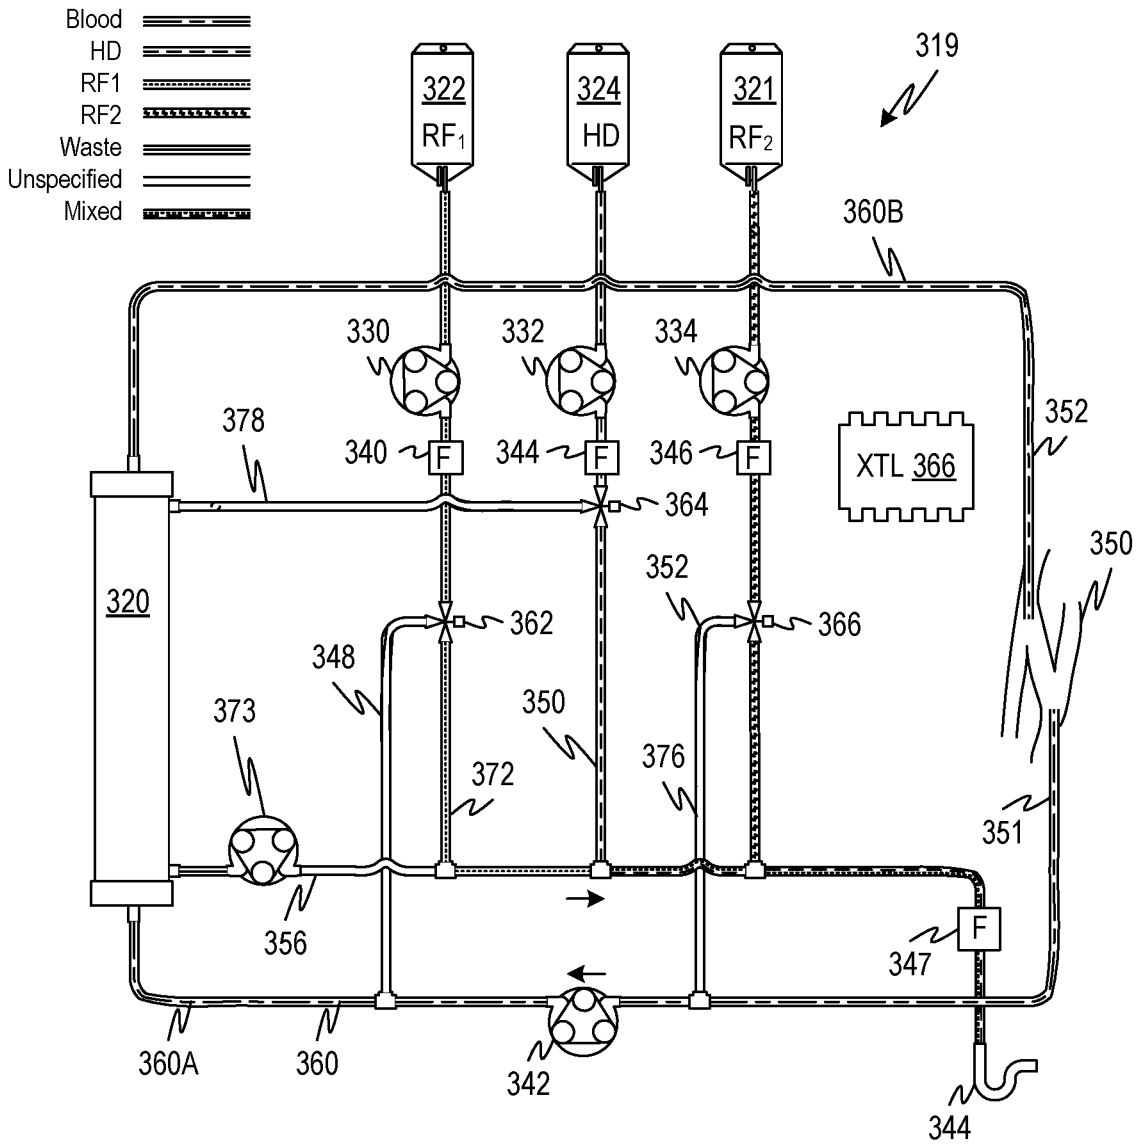 Blood
HD
RF1
RF2
Waste
Unspecified
Mixed
322
RF1
324
HD
321
RF2
319
360B
330
332
334
378
340
F
344
F
346
F
352
XTL 366
364
350
320
352
362
366
348
373
350
372
376
351
356
F
347
360A
360
342
344